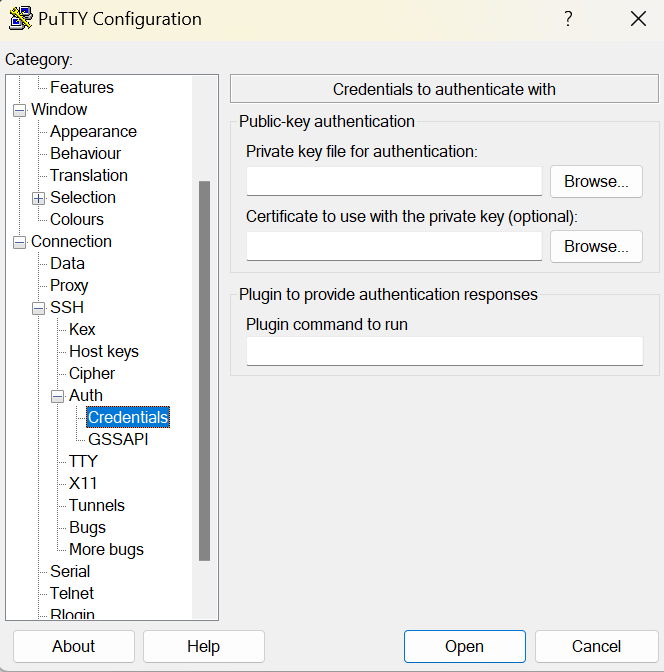 PuTTY Configuration
?
Category:
Features
Window
Appearance
Behaviour
Translation
Selection
Colours
Connection
Data
Proxy
SSH
Kex
Host keys
Cipher
Auth
Credentials
GSSAPI
TTY
X11
Tunnels
Bugs
More bugs
Serial
Telnet
Rlogin
Credentials to authenticate with
Public-key authentication
Private key file for authentication:
Browse...
Certificate to use with the private key (optional):
Browse...
Plugin to provide authentication responses
Plugin command to run
About
Help
Open
Cancel